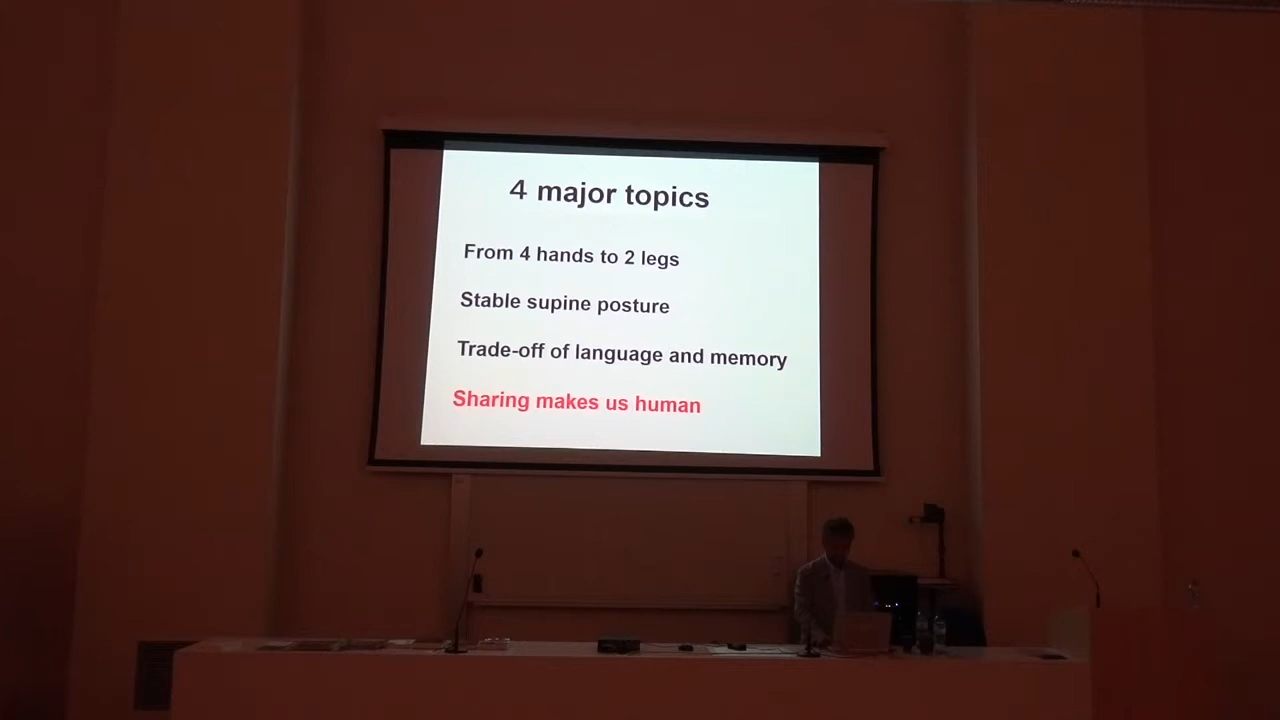 4 major topics
From 4 hands to 2 legs
Stable supine posture
Trade-off of language and memory
Sharing makes us human